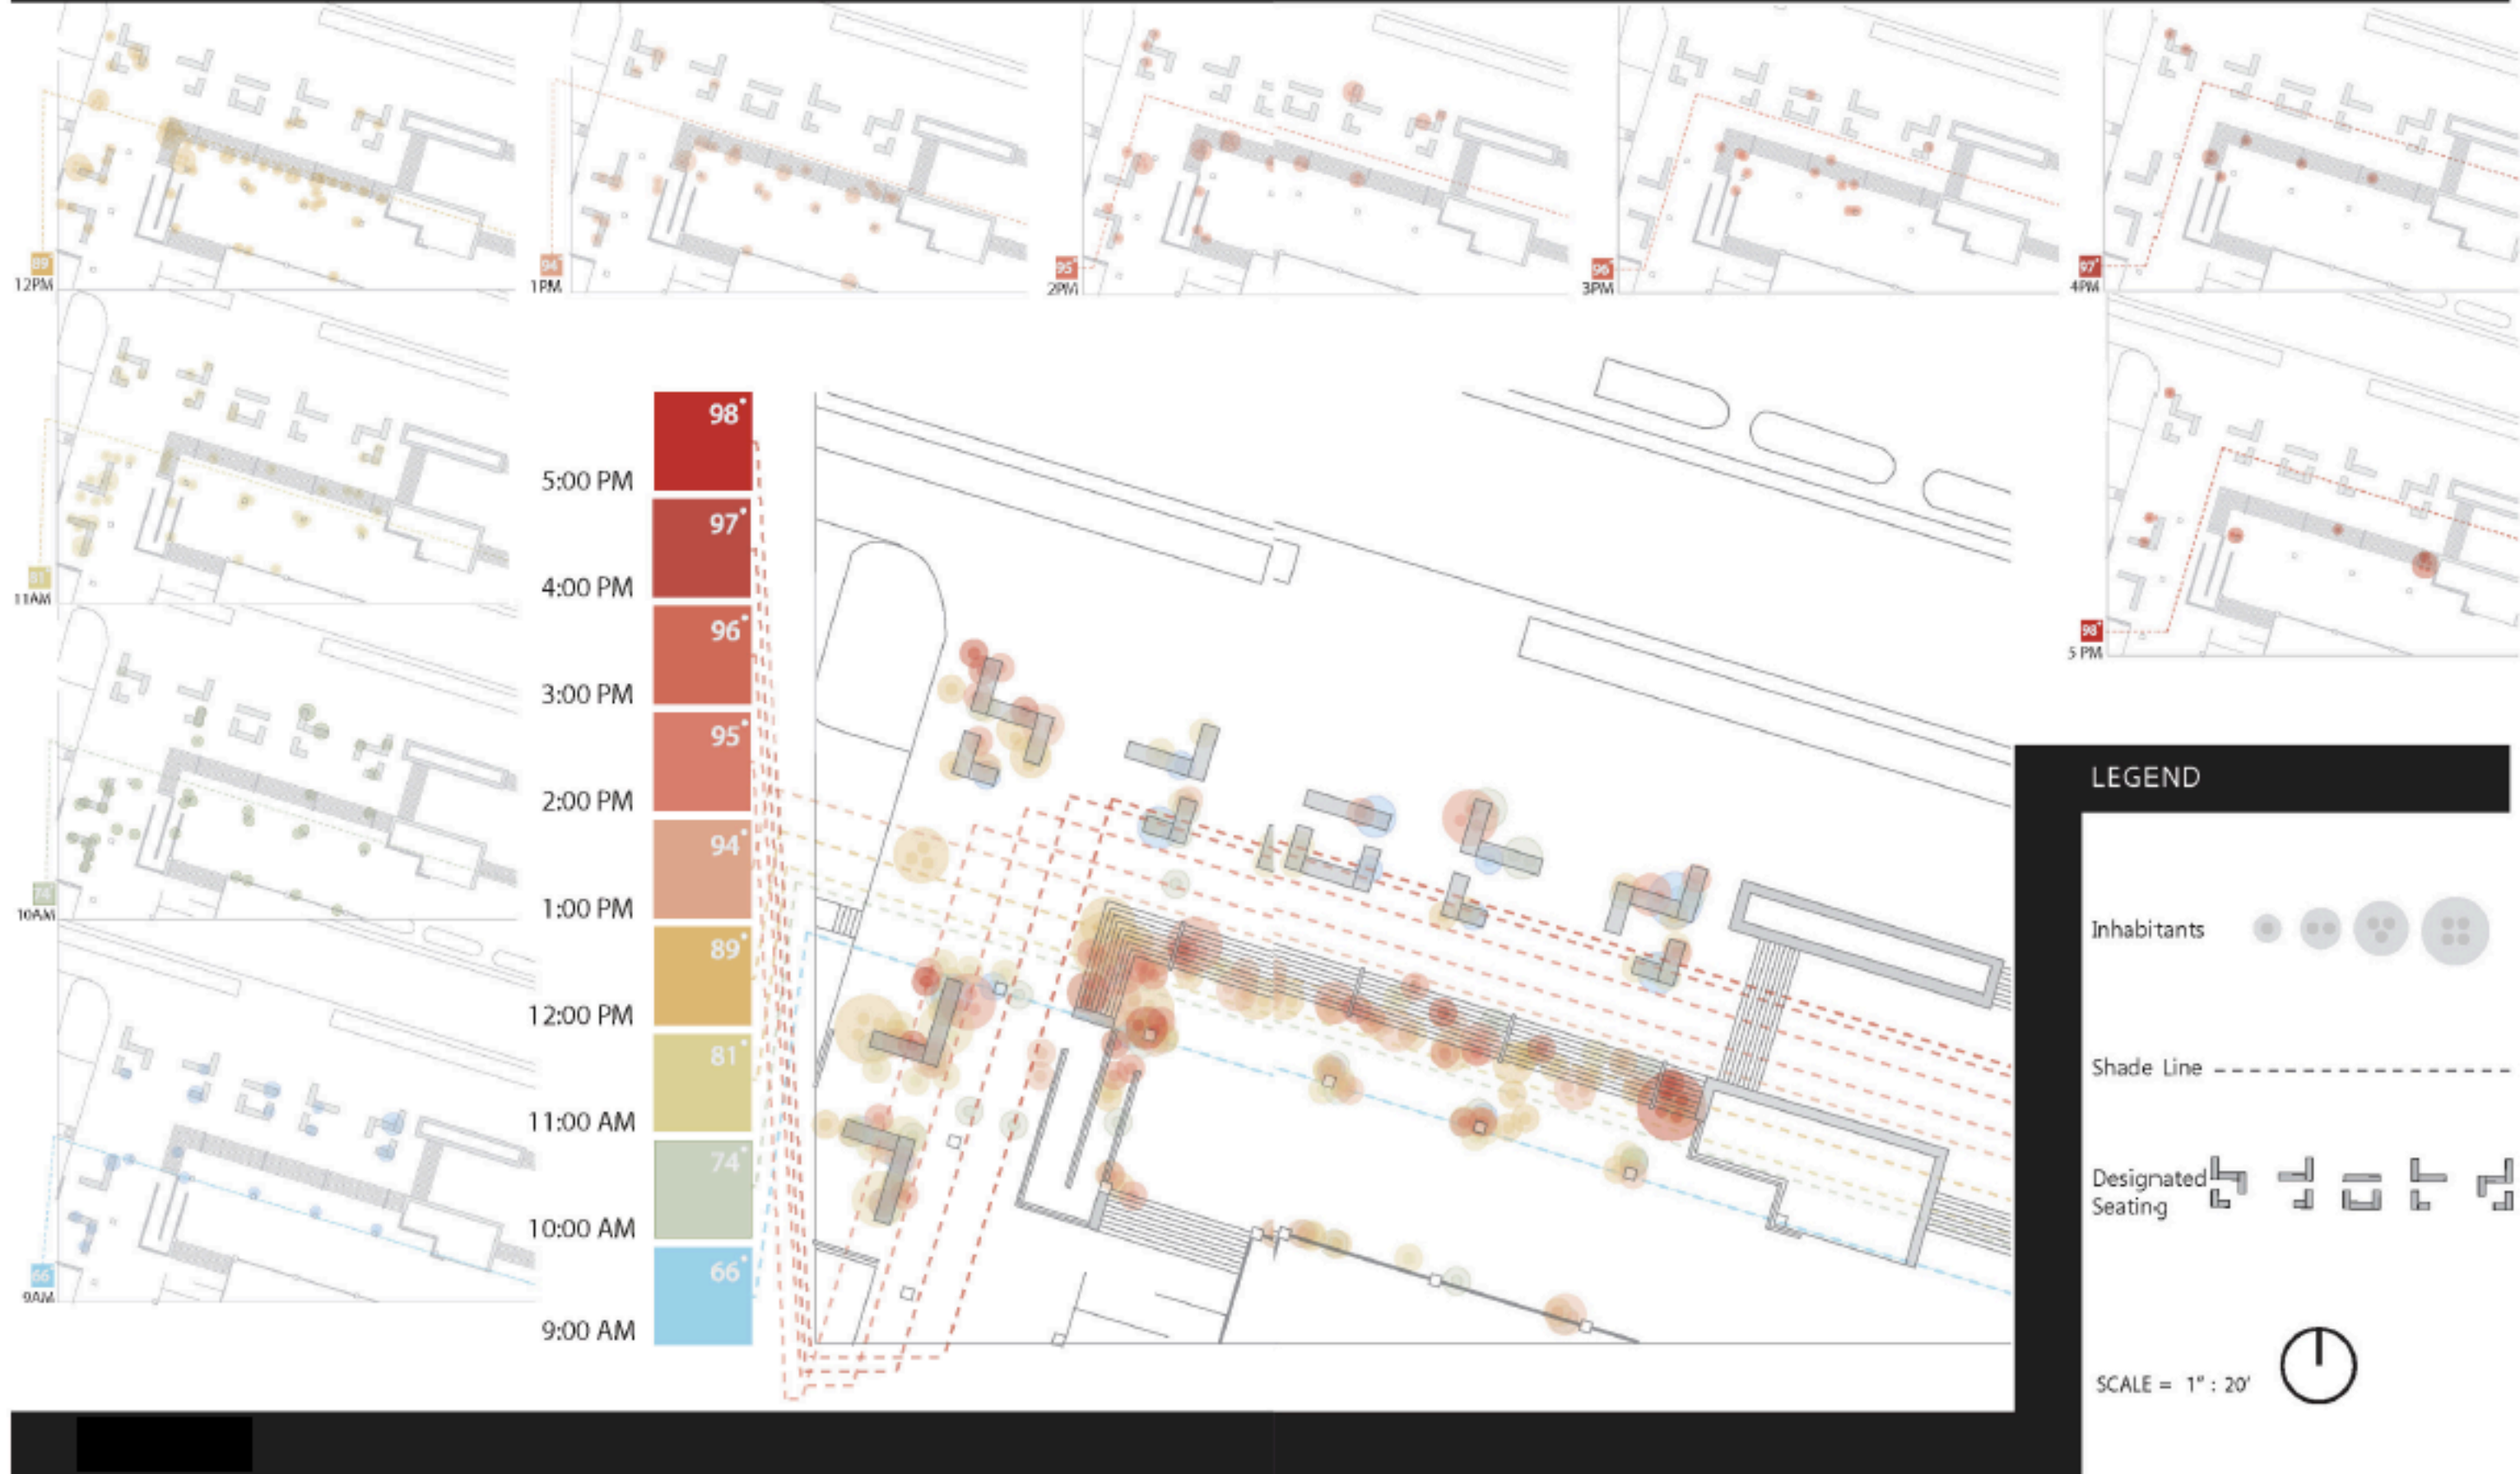 89°
12PM
94°
1PM
95°
2PM
96°
3PM
97°
4PM
81°
11AM
74°
10AM
66°
9AM
98°
5 PM
98°
5:00 PM
97°
4:00 PM
96°
3:00 PM
95°
2:00 PM
94°
1:00 PM
89°
12:00 PM
81°
11:00 AM
74°
10:00 AM
66°
9:00 AM
LEGEND
Inhabitants
Shade Line
Designated
Seating
SCALE = 1" : 20'